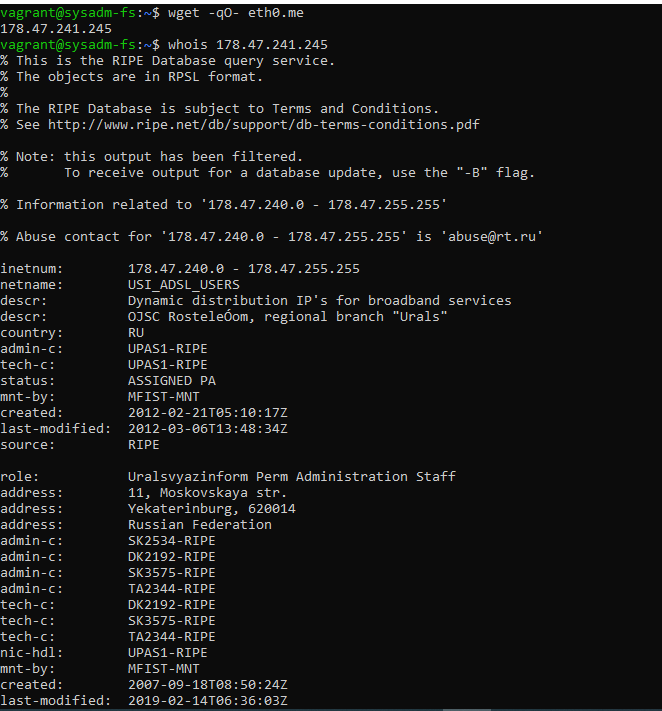 vagrant@sysadm-fs:~$ wget -qO- eth0.me
178.47.241.245
vagrant@sysadm-fs:~$ whois 178.47.241.245
% This is the RIPE Database query service.
% The objects are in RPSL format.
%
% The RIPE Database is subject to Terms and Conditions.
% See http://www.ripe.net/db/support/db-terms-conditions.pdf

% Note: this output has been filtered.
%       To receive output for a database update, use the "-B" flag.

% Information related to '178.47.240.0 - 178.47.255.255'

% Abuse contact for '178.47.240.0 - 178.47.255.255' is 'abuse@rt.ru'

inetnum:        178.47.240.0 - 178.47.255.255
netname:        USI_ADSL_USERS
descr:          Dynamic distribution IP's for broadband services
descr:          OJSC RosteleÓom, regional branch "Urals"
country:        RU
admin-c:        UPAS1-RIPE
tech-c:         UPAS1-RIPE
status:         ASSIGNED PA
mnt-by:         MFIST-MNT
created:        2012-02-21T05:10:17Z
last-modified:  2012-03-06T13:48:34Z
source:         RIPE

role:           Uralsvyazinform Perm Administration Staff
address:        11, Moskovskaya str.
address:        Yekaterinburg, 620014
address:        Russian Federation
admin-c:        SK2534-RIPE
admin-c:        DK2192-RIPE
admin-c:        SK3575-RIPE
admin-c:        TA2344-RIPE
tech-c:         DK2192-RIPE
tech-c:         SK3575-RIPE
tech-c:         TA2344-RIPE
nic-hdl:        UPAS1-RIPE
mnt-by:         MFIST-MNT
created:        2007-09-18T08:50:24Z
last-modified:  2019-02-14T06:36:03Z